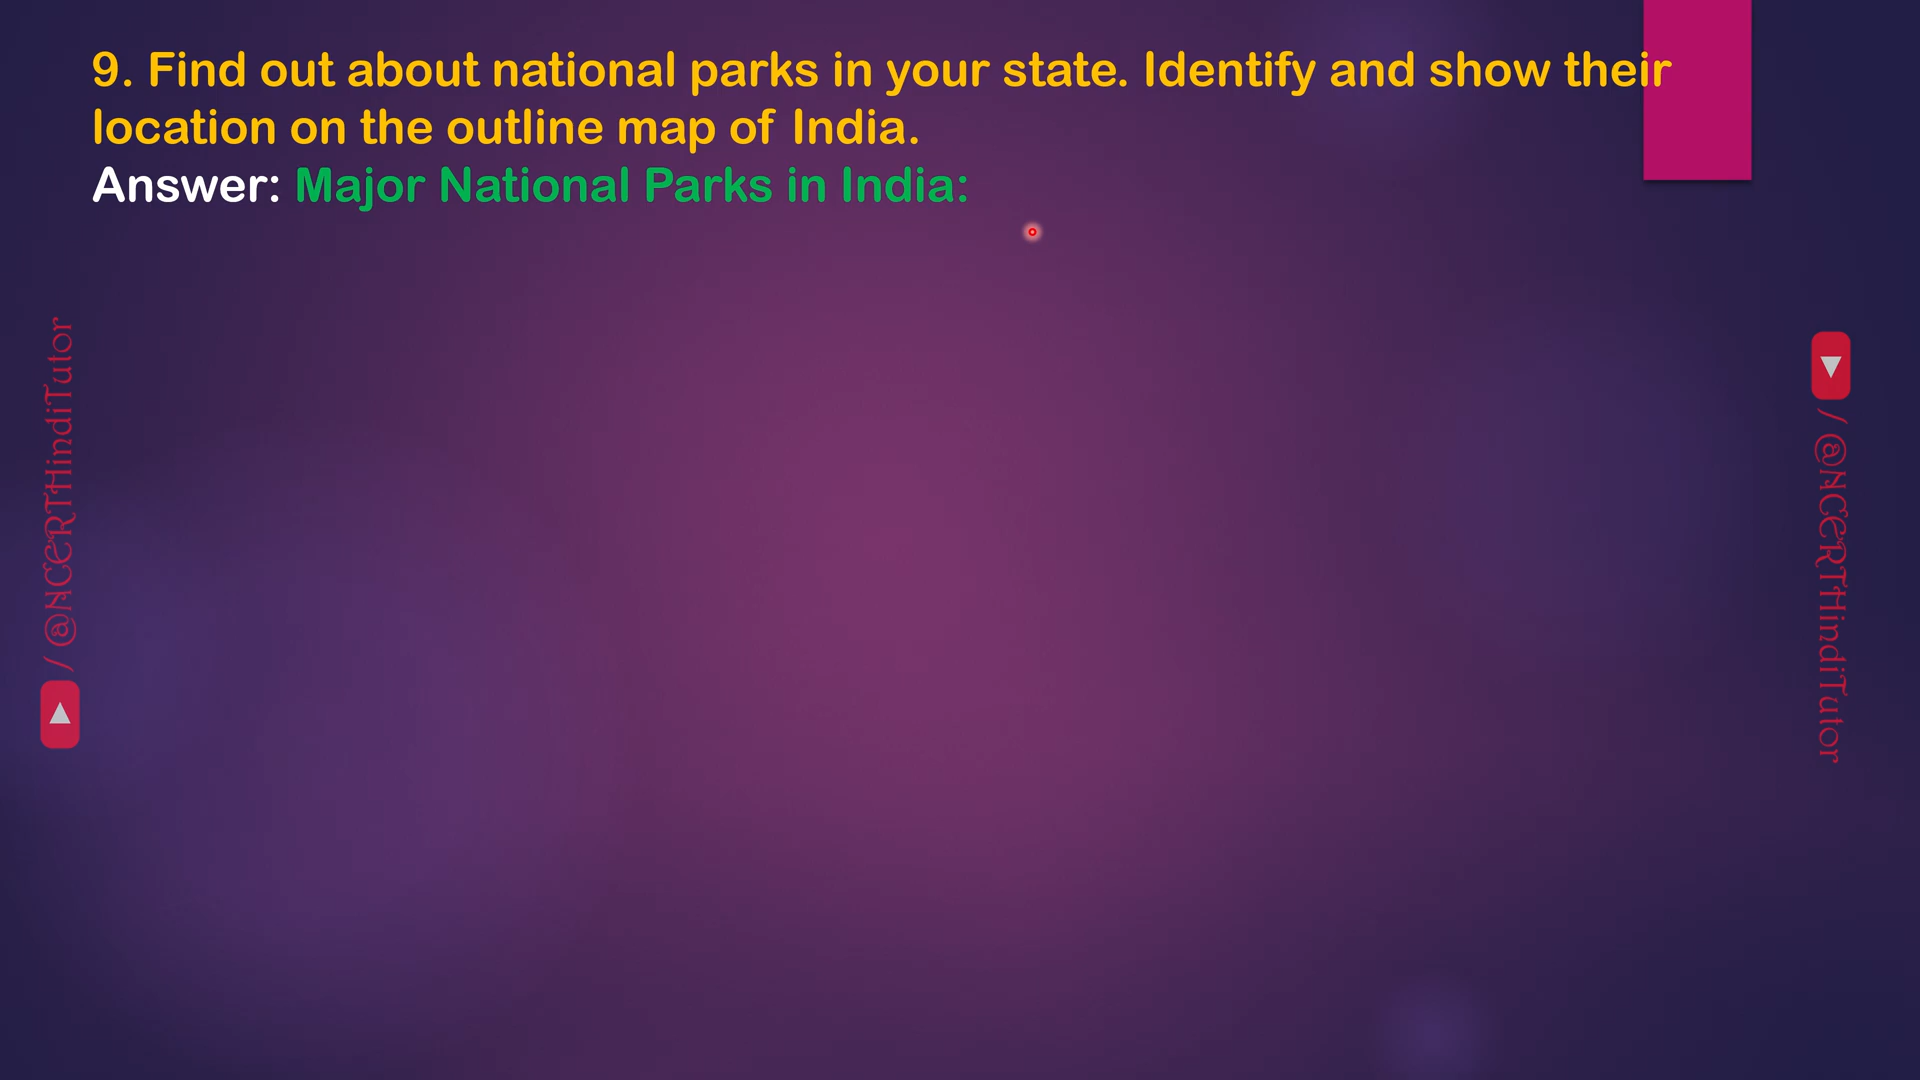 9. Find out about national parks in your state. Identify and show their
location on the outline map of India.
Answer: Major National Parks in India:
/ @NCERTHindiTutor
/ @NCERTHindiTutor